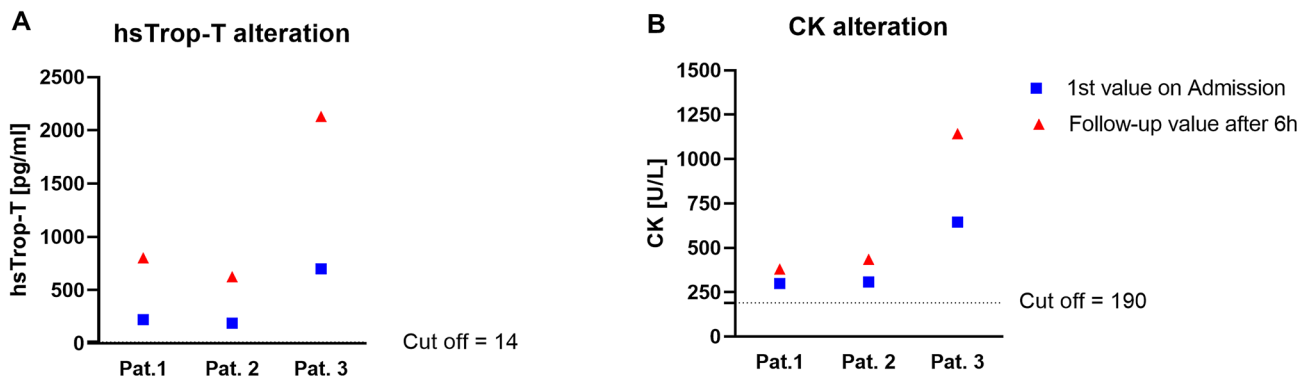 A
hsTrop-T alteration
hsTrop-T [pg/ml]
2500
2000
1500
1000
500
0
Pat.1 Pat. 2 Pat. 3
Cut off = 14
B
CK alteration
CK [U/L]
1500
1250
1000
750
500
250
0
Pat.1 Pat. 2 Pat. 3
Cut off = 190
1st value on Admission
Follow-up value after 6h